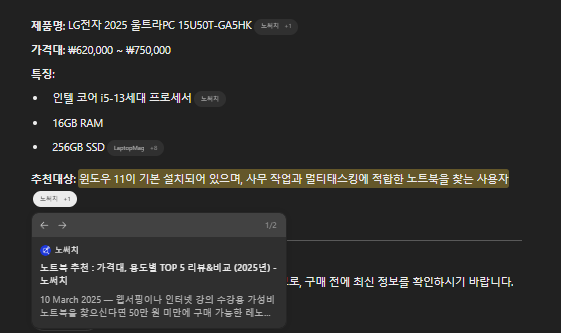 제품명: LG전자 2025 울트라PC 15U50T-GA5HK 노써치 +1
가격대: ₩620,000 ~ ₩750,000
특징:
• 인텔 코어 i5-13세대 프로세서 노써치
• 16GB RAM
• 256GB SSD LaptopMag +8
추천대상: 윈도우 11이 기본 설치되어 있으며, 사무 작업과 멀티태스킹에 적합한 노트북을 찾는 사용자
노써치 +1
← → 1/2
노써치
노트북 추천 : 가격대, 용도별 TOP 5 리뷰&비교 (2025년) -
노써치
로, 구매 전에 최신 정보를 확인하시기 바랍니다.
10 March 2025 — 웹서핑이나 인터넷 강의 수강용 가성비
노트북을 찾으신다면 50만 원 미만에 구매 가능한 레노...